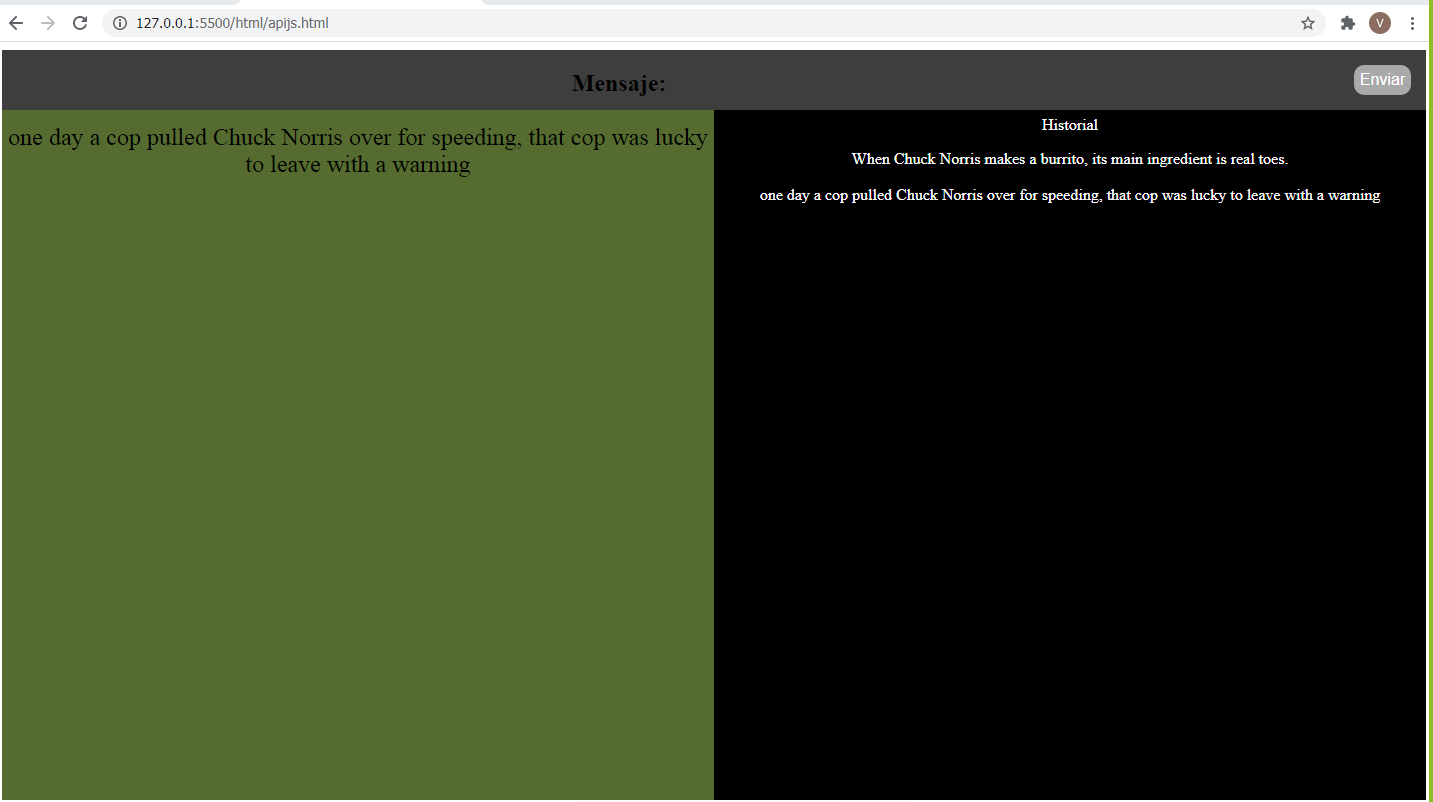 127.0.0.1:5500/html/apijs.html
V
Mensaje:
Enviar
one day a cop pulled Chuck Norris over for speeding, that cop was lucky
to leave with a warning
Historial
When Chuck Norris makes a burrito, its main ingredient is real toes.
one day a cop pulled Chuck Norris over for speeding, that cop was lucky to leave with a warning